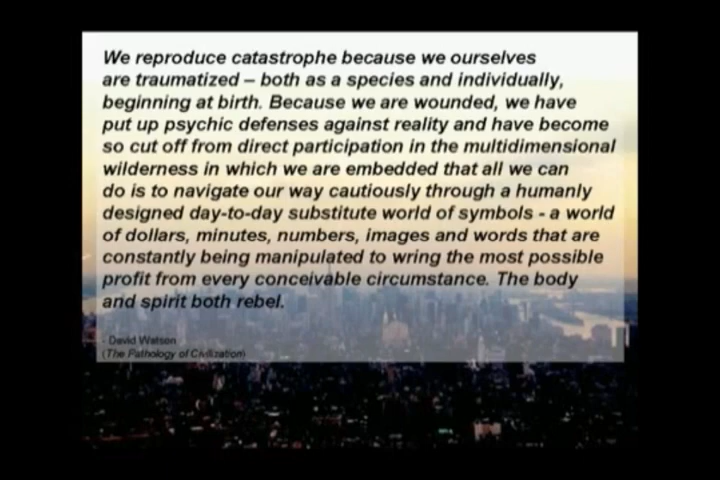 We reproduce catastrophe because we ourselves
are traumatized – both as a species and individually,
beginning at birth. Because we are wounded, we have
put up psychic defenses against reality and have become
so cut off from direct participation in the multidimensional
wilderness in which we are embedded that all we can
do is to navigate our way cautiously through a humanly
designed day-to-day substitute world of symbols - a world
of dollars, minutes, numbers, images and words that are
constantly being manipulated to wring the most possible
profit from every conceivable circumstance. The body
and spirit both rebel.
- David Watson
(The Pathology of Civilization)